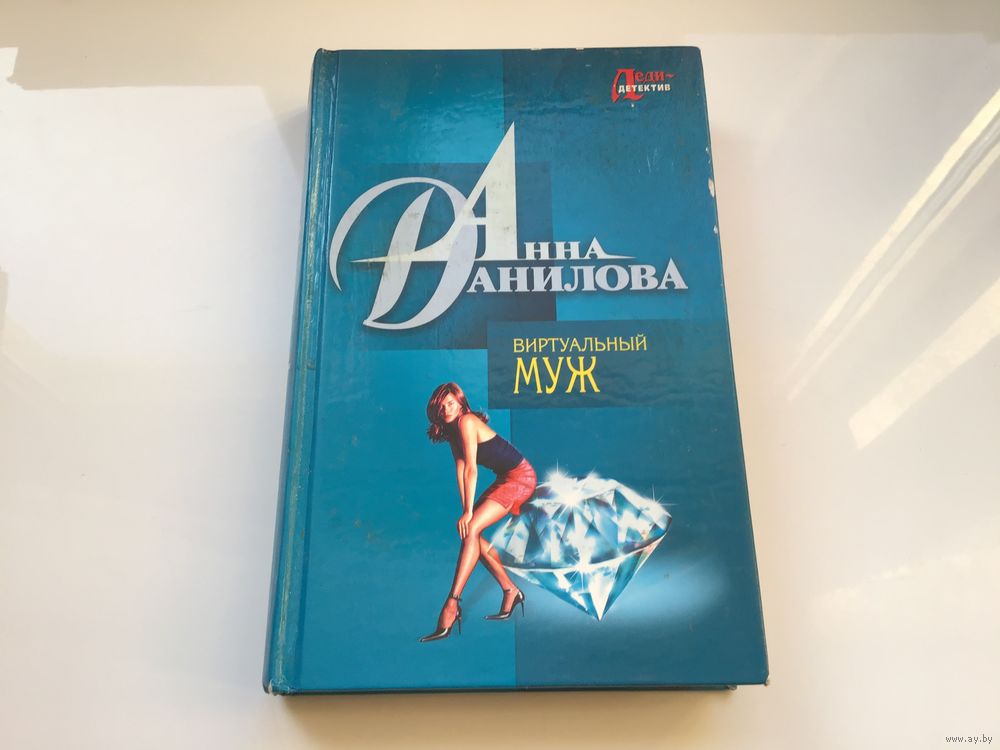 Леди-
ДЕТЕКТИВ
АННА
ДАНИЛОВА
ВИРТУАЛЬНЫЙ
МУЖ
www.ay.by